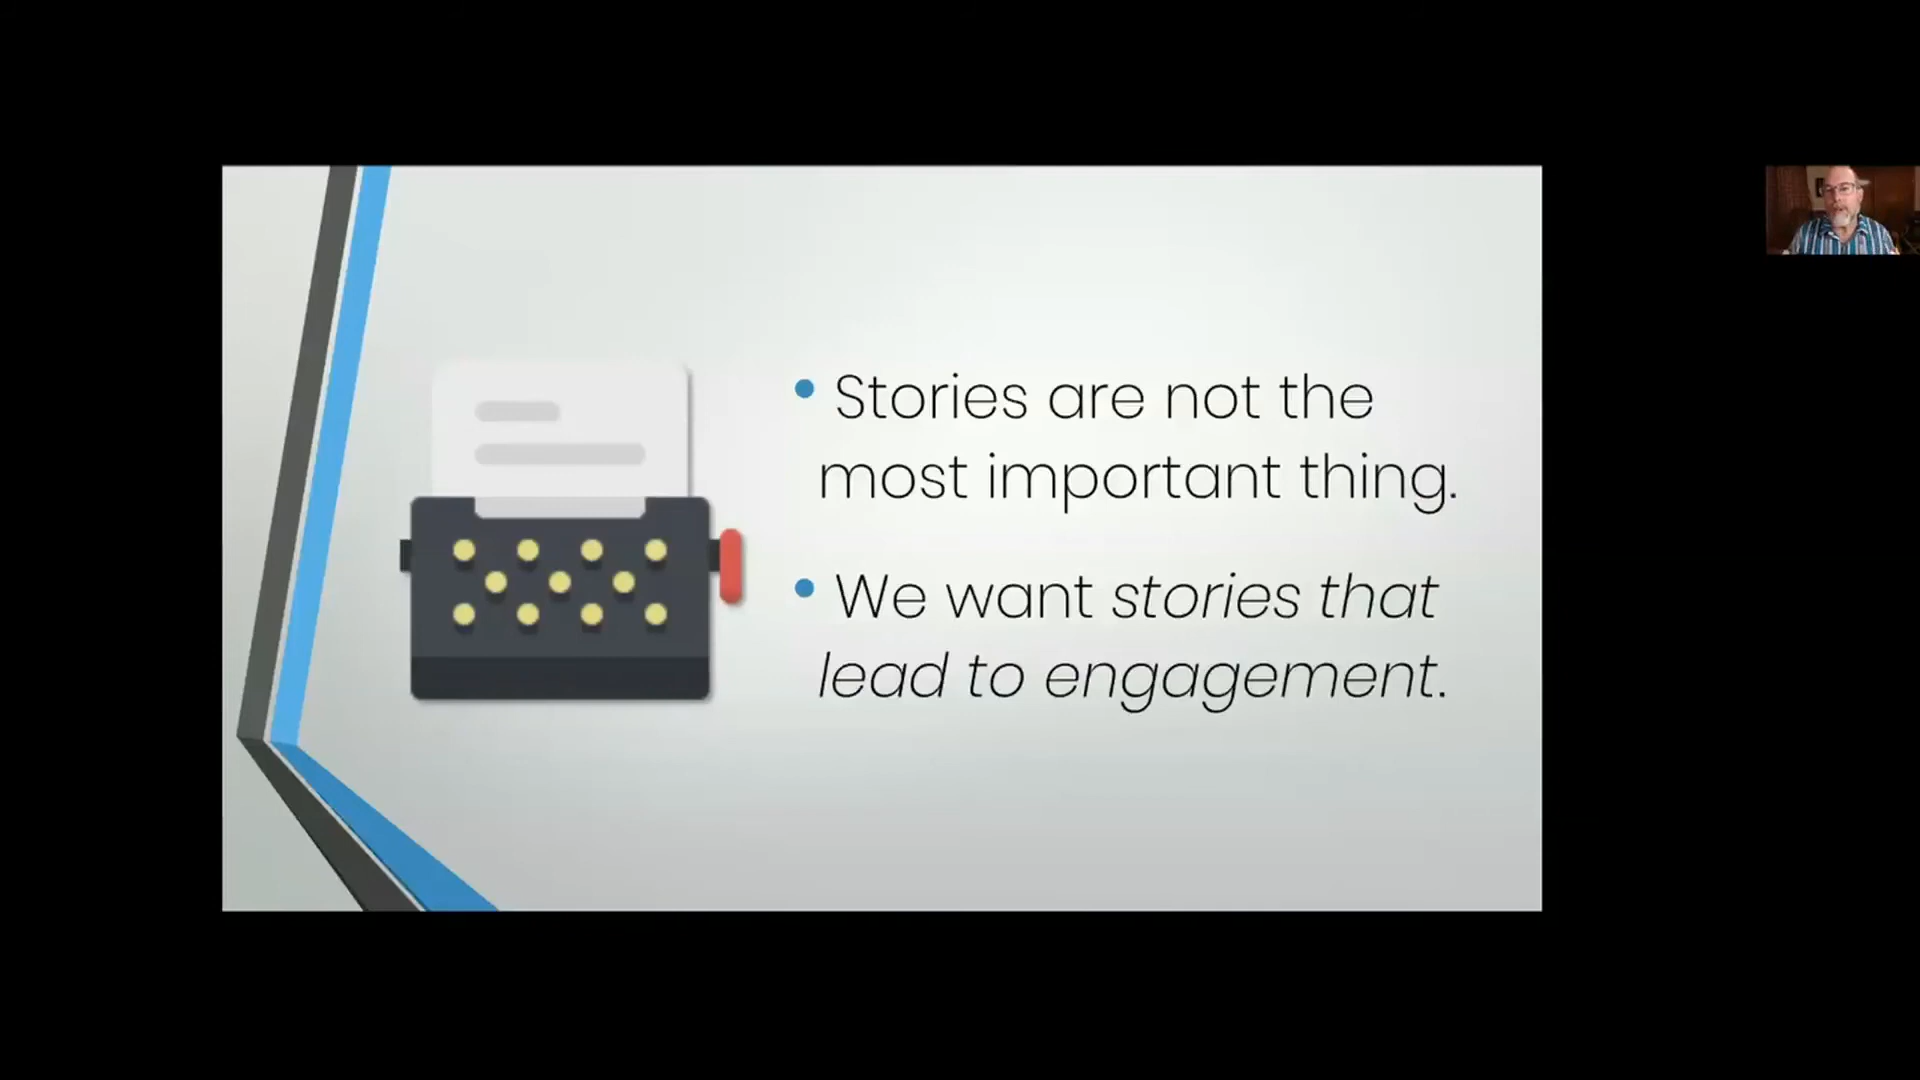 • Stories are not the
most important thing.
• We want stories that
lead to engagement.